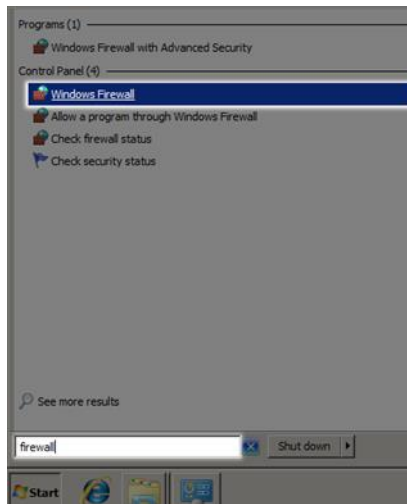 Programs (1)
Windows Firewall with Advanced Security
Control Panel (4)
Windows Firewall
Allow a program through Windows Firewall
Check firewall status
Check security status
See more results
firewall
Shut down
Start